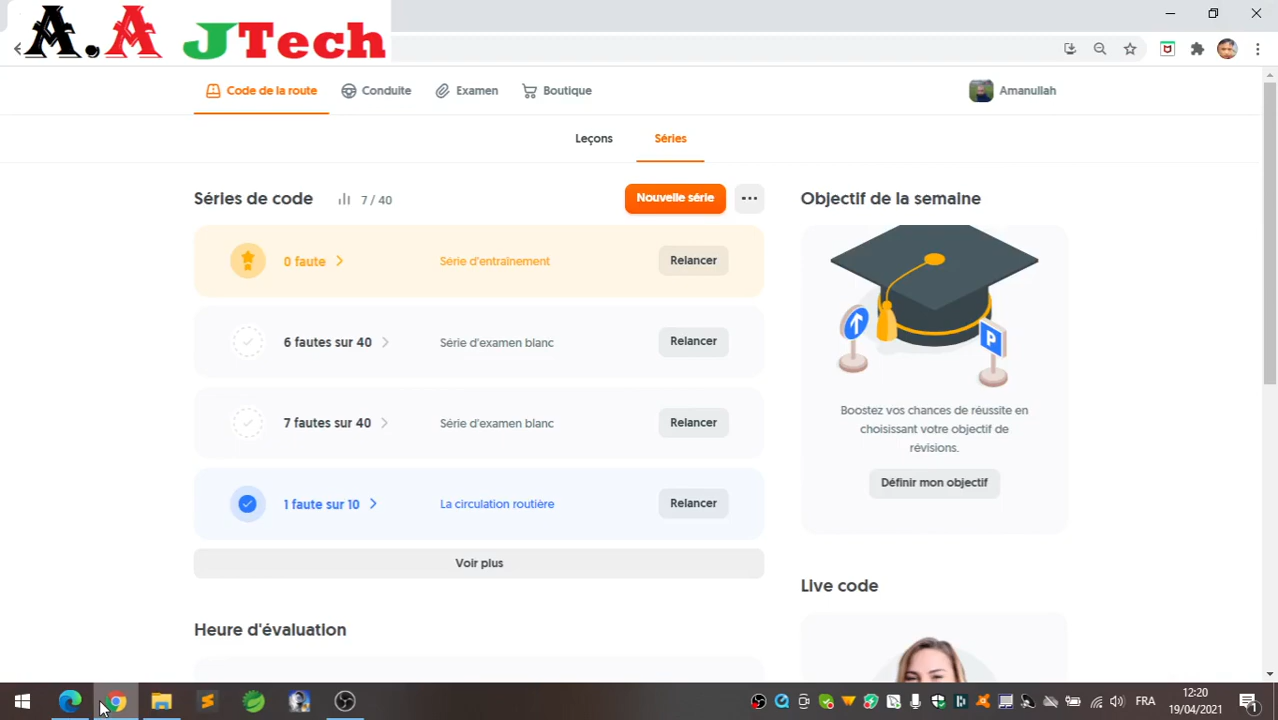 A.A JTech
Code de la route
Conduite
Examen
Boutique
Amanullah
Leçons
Séries
Séries de code
7 / 40
Nouvelle série
Objectif de la semaine
0 faute
Série d'entraînement
Relancer
6 fautes sur 40
Série d'examen blanc
Relancer
7 fautes sur 40
Série d'examen blanc
Relancer
1 faute sur 10
La circulation routière
Relancer
Voir plus
P
Boostez vos chances de réussite en
choisissant votre objectif de
révisions.
Définir mon objectif
Live code
Heure d'évaluation
FRA
12:20
19/04/2021
1